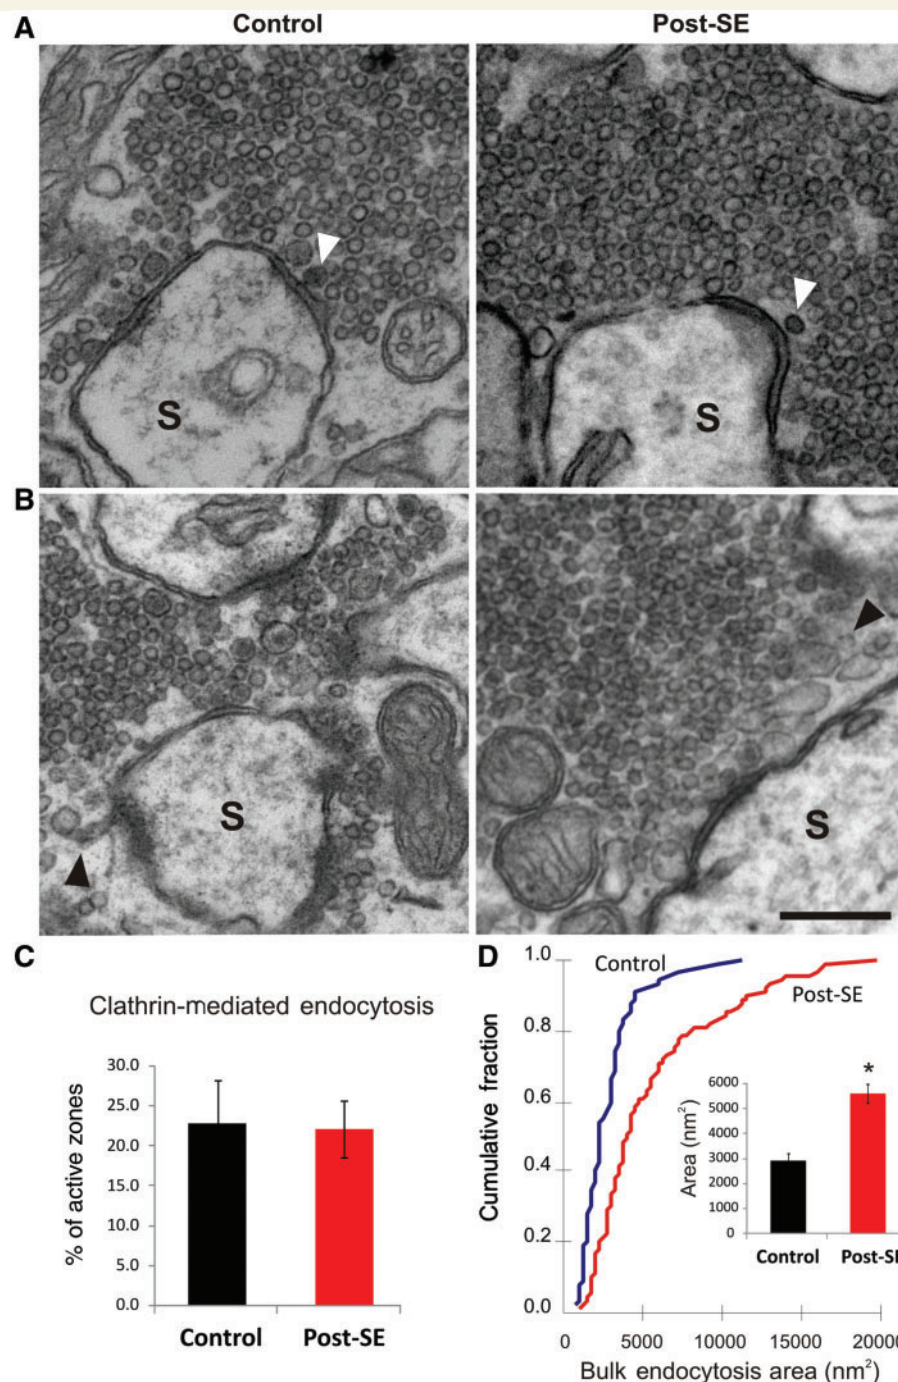 A
Control
Post-SE
S
S
B
S
S
C
Clathrin-mediated endocytosis
% of active zones
30.0
25.0
20.0
15.0
10.0
5.0
0.0
Control
Post-SE
D
Cumulative fraction
1.0
0.8
0.6
0.4
0.2
0.0
Control
Post-SE
Area (nm²)
6000
5000
4000
3000
2000
1000
0
*
Control
Post-SE
0
5000
10000
15000
20000
Bulk endocytosis area (nm²)